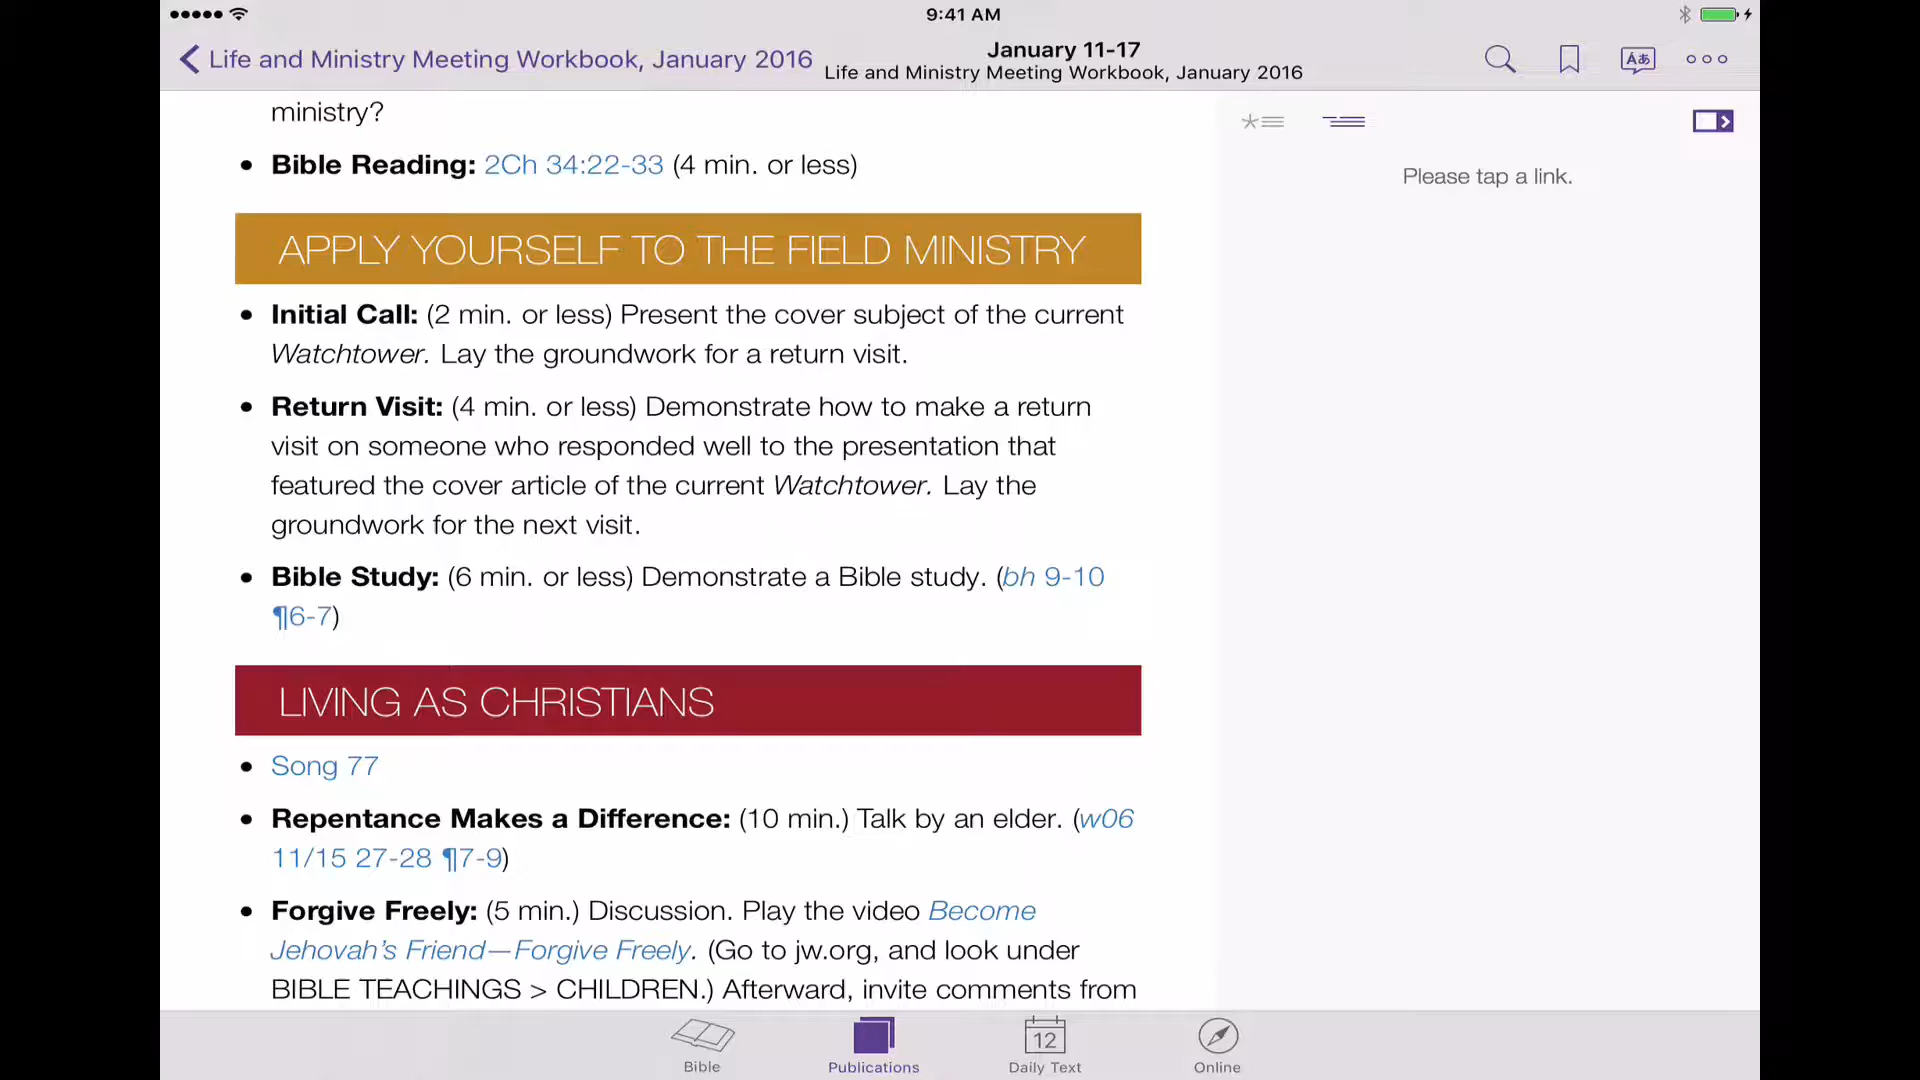 9:41 AM
Life and Ministry Meeting Workbook, January 2016
January 11-17
Life and Ministry Meeting Workbook, January 2016
Aあ
ministry?
• Bible Reading: 2Ch 34:22-33 (4 min. or less)
Please tap a link.
APPLY YOURSELF TO THE FIELD MINISTRY
• Initial Call: (2 min. or less) Present the cover subject of the current
Watchtower. Lay the groundwork for a return visit.
• Return Visit: (4 min. or less) Demonstrate how to make a return
visit on someone who responded well to the presentation that
featured the cover article of the current Watchtower. Lay the
groundwork for the next visit.
• Bible Study: (6 min. or less) Demonstrate a Bible study. (bh 9-10
¶6-7)
LIVING AS CHRISTIANS
• Song 77
• Repentance Makes a Difference: (10 min.) Talk by an elder. (w06
11/15 27-28 ¶7-9)
• Forgive Freely: (5 min.) Discussion. Play the video Become
Jehovah’s Friend—Forgive Freely. (Go to jw.org, and look under
BIBLE TEACHINGS > CHILDREN.) Afterward, invite comments from
Bible
Publications
12
Daily Text
Online